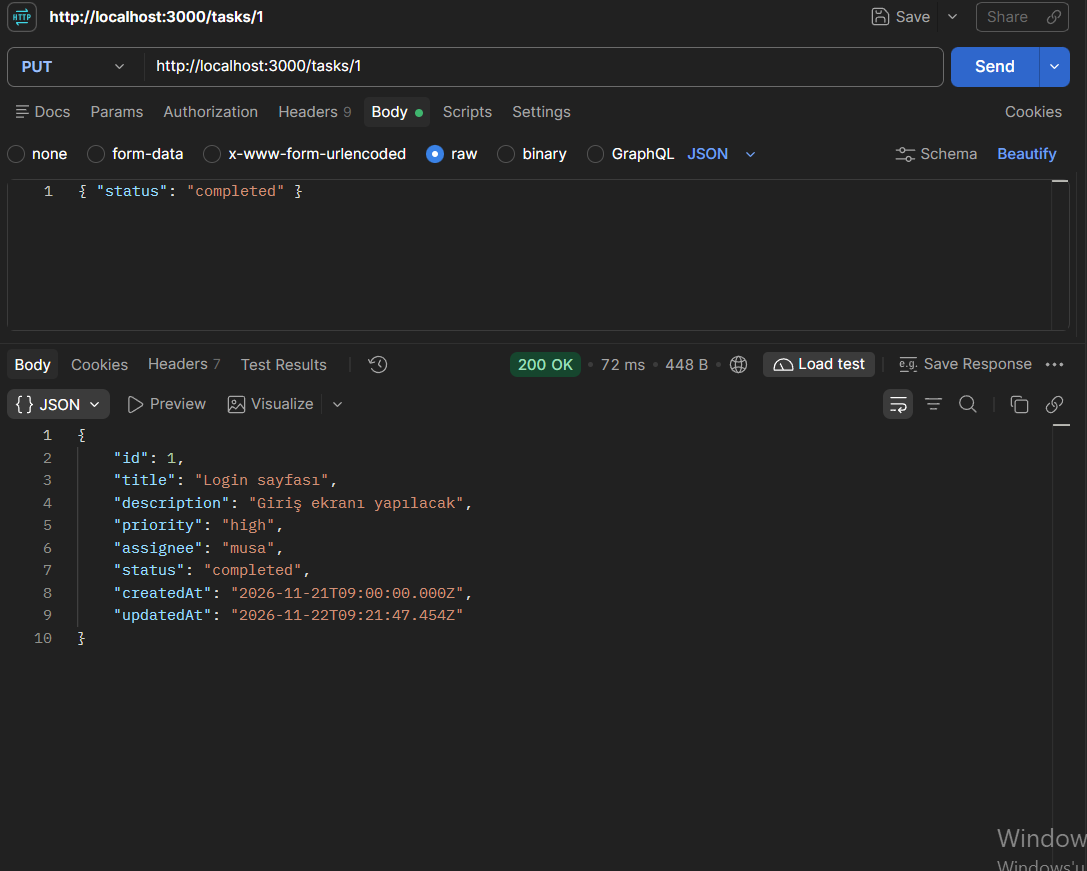 HTTP http://localhost:3000/tasks/1 Save Share
PUT http://localhost:3000/tasks/1 Send
Docs Params Authorization Headers 9 Body Scripts Settings Cookies
none form-data x-www-form-urlencoded raw binary GraphQL JSON Schema Beautify
1 { "status": "completed" }
Body Cookies Headers 7 Test Results 200 OK • 72 ms • 448 B • Load test e.g. Save Response
{} JSON Preview Visualize
1 {
2 "id": 1,
3 "title": "Login sayfası",
4 "description": "Giriş ekranı yapılacak",
5 "priority": "high",
6 "assignee": "musa",
7 "status": "completed",
8 "createdAt": "2026-11-21T09:00:00.000Z",
9 "updatedAt": "2026-11-22T09:21:47.454Z"
10 }
Window
Windows'u